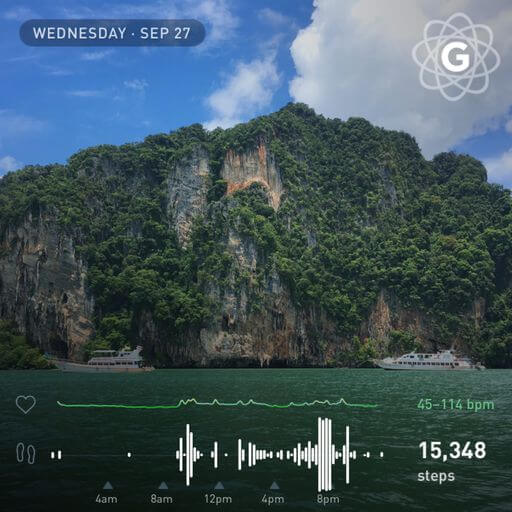 WEDNESDAY · SEP 27
G
45–114 bpm
15,348
steps
4am 8am 12pm 4pm 8pm